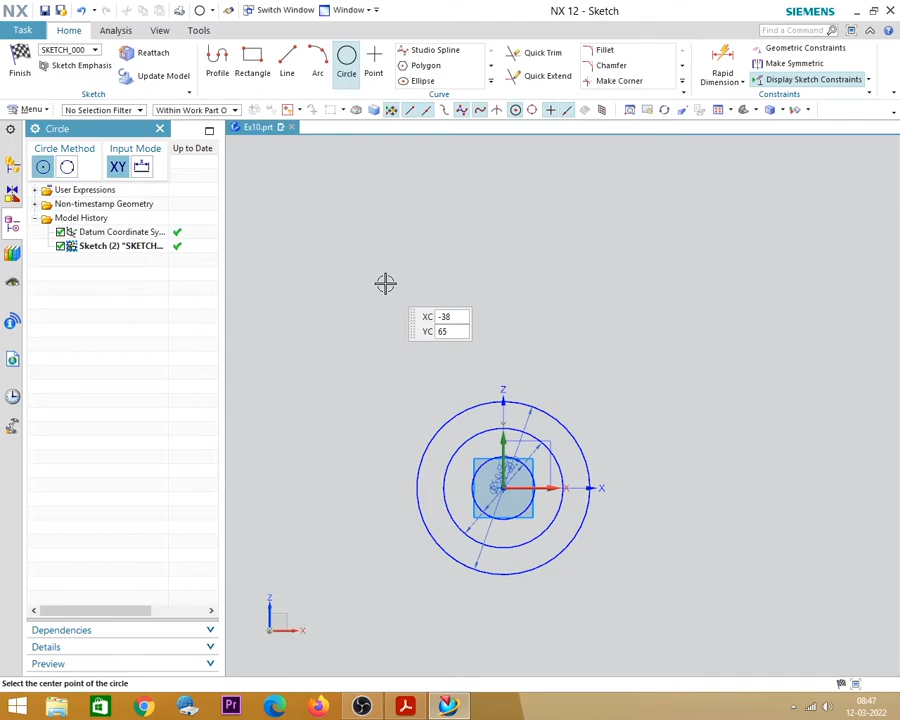 NX
Switch Window
Window
NX 12 - Sketch
SIEMENS
Task
Home
Analysis
View
Tools
Find a Command
Finish
SKETCH_000
Sketch Emphasis
Reattach
Update Model
Sketch
Profile
Rectangle
Line
Arc
Circle
Point
Studio Spline
Polygon
Ellipse
Curve
Quick Trim
Quick Extend
Fillet
Chamfer
Make Corner
Rapid
Dimension
Geometric Constraints
Make Symmetric
Display Sketch Constraints
Constraints
Menu
No Selection Filter
Within Work Part O
Circle
Ex10.prt
Circle Method
Input Mode
Up to Date
XY
User Expressions
Non-timestamp Geometry
Model History
Datum Coordinate Sy...
Sketch (2) "SKETCH...
XC -38
YC 65
Z
X
X
Z
X
Dependencies
Details
Preview
Select the center point of the circle
Pr
08:47
12-03-2022